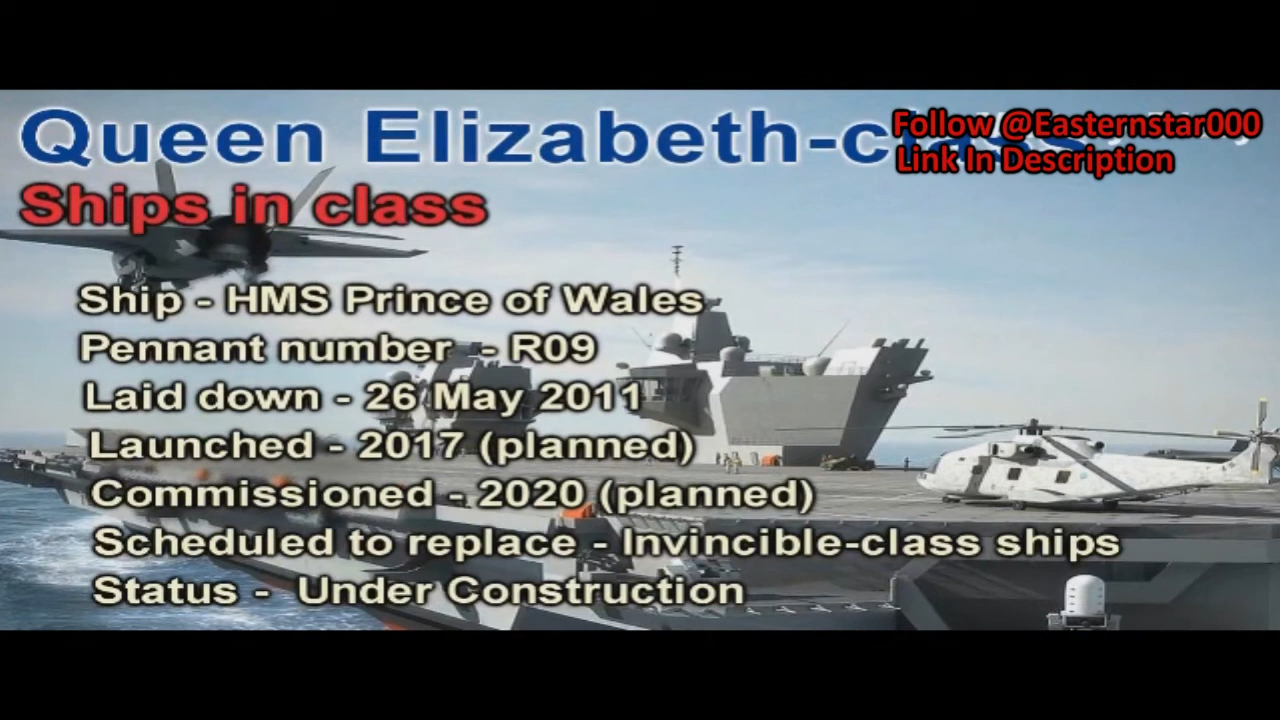 Queen Elizabeth-class
Follow @Easternstar000
Link In Description
Ships in class
Ship - HMS Prince of Wales
Pennant number - R09
Laid down - 26 May 2011
Launched - 2017 (planned)
Commissioned - 2020 (planned)
Scheduled to replace - Invincible-class ships
Status - Under Construction